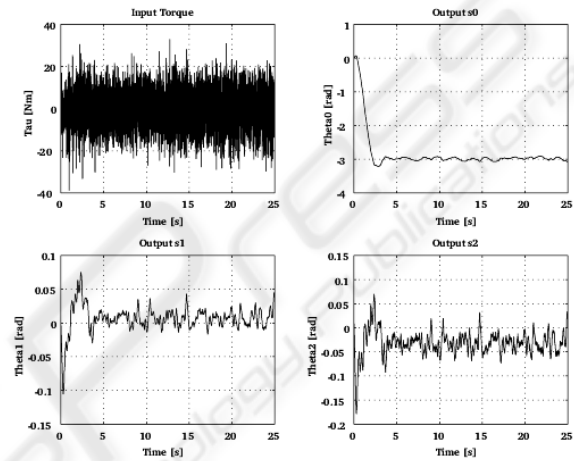 Input Torque
40
20
0
-20
-40
Tau [Nm]
0 5 10 15 20 25
Time [s]
Output s0
1
0
-1
-2
-3
-4
Theta0 [rad]
0 5 10 15 20 25
Time [s]
Output s1
0.1
0.05
0
-0.05
-0.1
-0.15
Theta1 [rad]
0 5 10 15 20 25
Time [s]
Output s2
0.15
0.1
0.05
0
-0.05
-0.1
-0.15
-0.2
Theta2 [rad]
0 5 10 15 20 25
Time [s]
Press
ology Publications